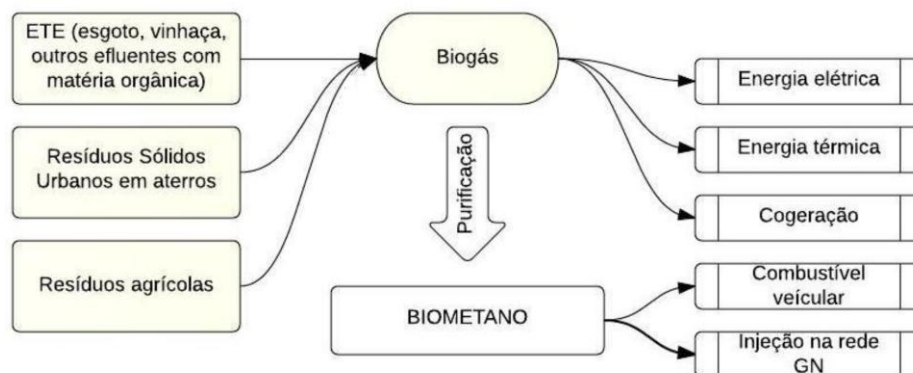 ETE (esgoto, vinhaça,
outros efluentes com
matéria orgânica)
Resíduos Sólidos
Urbanos em aterros
Resíduos agrícolas
Biogás
Purificação
BIOMETANO
Energia elétrica
Energia térmica
Cogeração
Combustível
veicular
Injeção na rede
GN